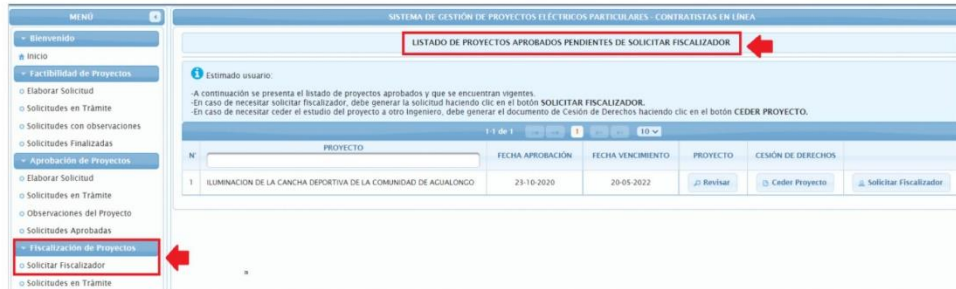 MENÚ
Bienvenido
Inicio
Factibilidad de Proyectos
Elaborar Solicitud
Solicitudes en Trámite
Solicitudes con observaciones
Solicitudes Finalizadas
Aprobación de Proyectos
Elaborar Solicitud
Solicitudes en Trámite
Observaciones del Proyecto
Solicitudes Aprobadas
Fiscalización de Proyectos
Solicitar Fiscalizador
Solicitudes en Trámite
SISTEMA DE GESTIÓN DE PROYECTOS ELÉCTRICOS PARTICULARES - CONTRATISTAS EN LÍNEA
LISTADO DE PROYECTOS APROBADOS PENDIENTES DE SOLICITAR FISCALIZADOR
Estimado usuario:
-A continuación se presenta el listado de proyectos aprobados y que se encuentran vigentes.
-En caso de necesitar solicitar fiscalizador, debe generar la solicitud haciendo clic en el botón SOLICITAR FISCALIZADOR.
-En caso de necesitar ceder el estudio del proyecto a otro Ingeniero, debe generar el documento de Cesión de Derechos haciendo clic en el botón CEDER PROYECTO.
1-1 de 1 1 10
N° PROYECTO FECHA APROBACIÓN FECHA VENCIMIENTO PROYECTO CESIÓN DE DERECHOS
1 ILUMINACION DE LA CANCHA DEPORTIVA DE LA COMUNIDAD DE AGUALONGO 23-10-2020 20-05-2022 Revisar Ceder Proyecto Solicitar Fiscalizador